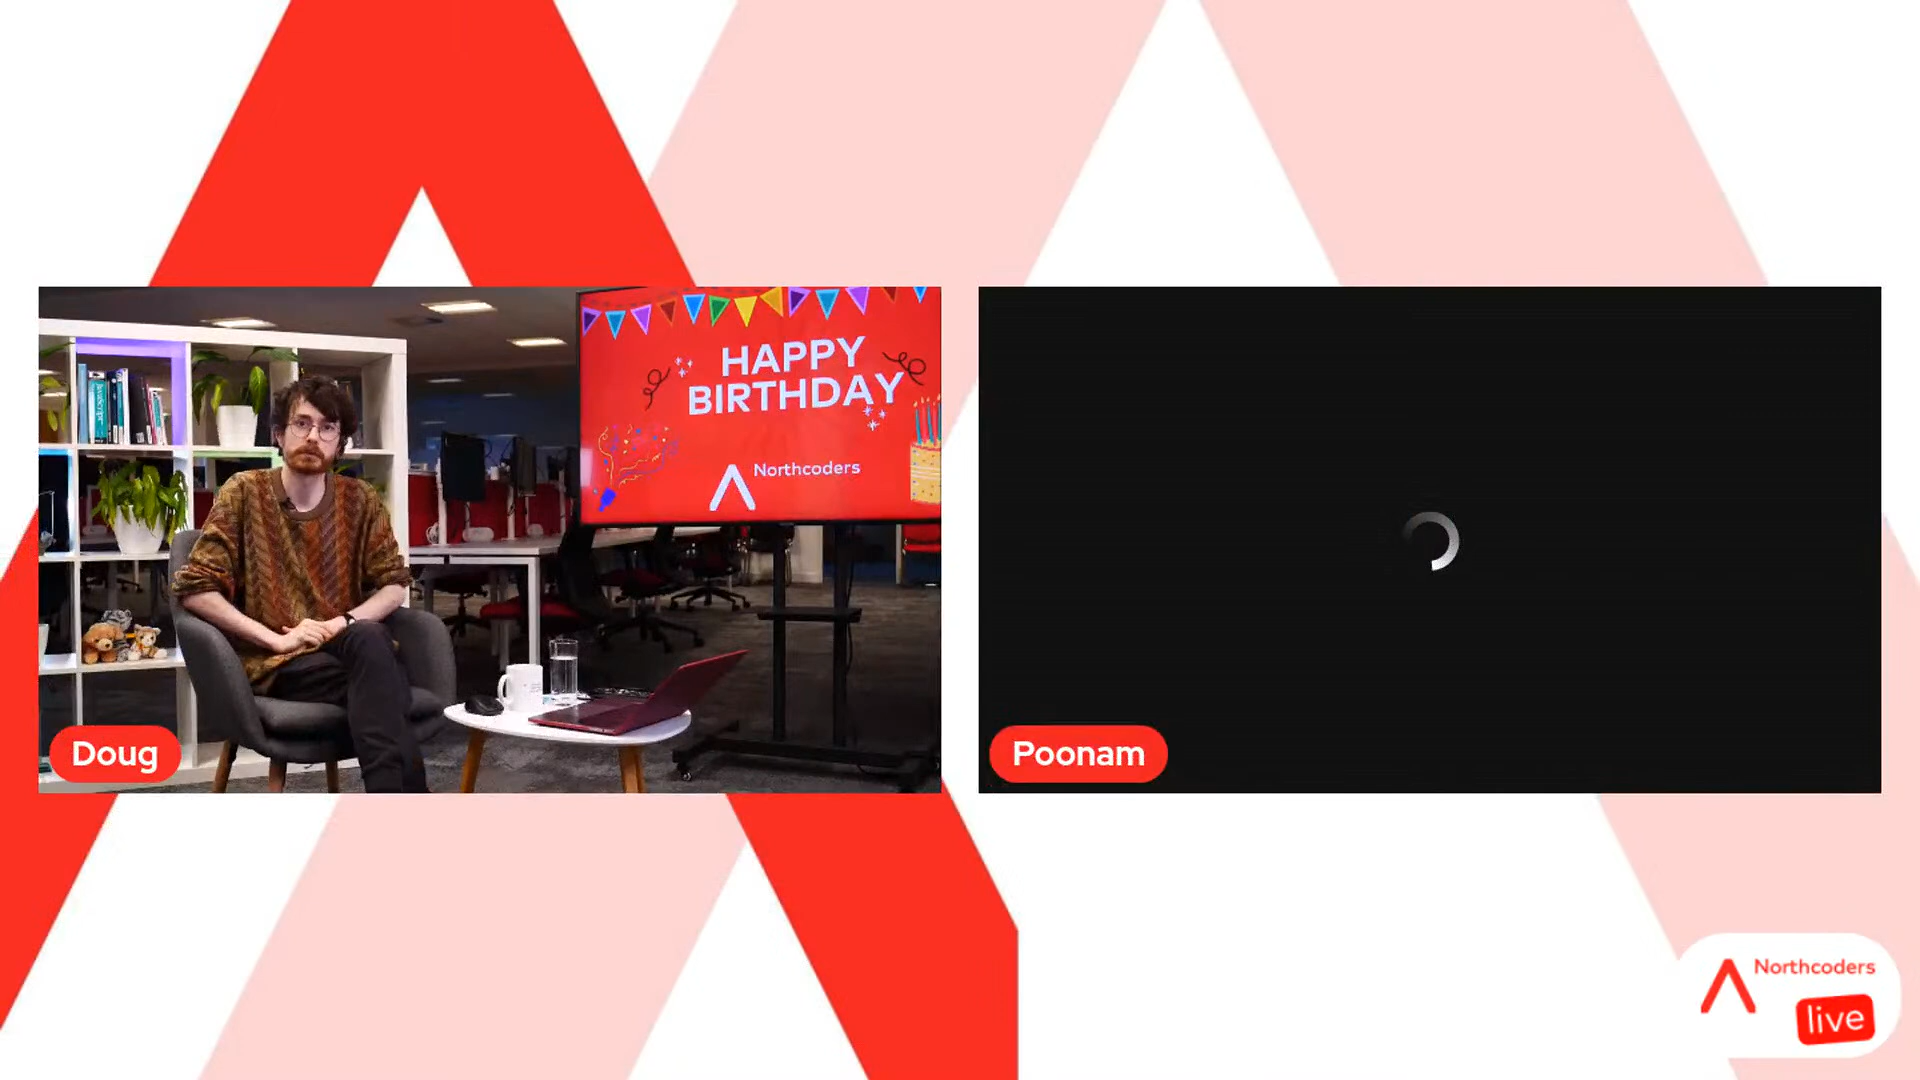 HAPPY
BIRTHDAY
Northcoders
Doug
Poonam
Northcoders
live